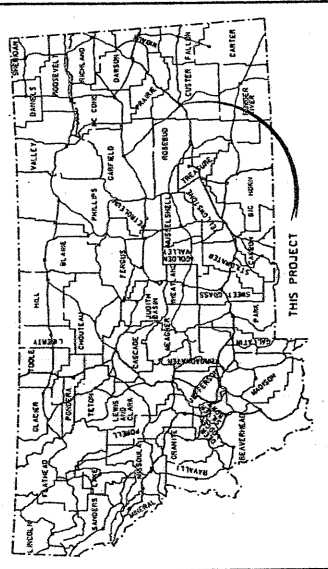 LINCOLN
FLATHEAD
GLACIER
TOOLE
LIBERTY
HILL
BLAINE
PHILLIPS
VALLEY
DANIELS
SHERIDAN
ROOSEVELT
RICHLAND
PONDERA
TETON
CHOUTEAU
SANDERS
LAKE
MINERAL
MISSOULA
POWELL
LEWIS
AND
CLARK
CASCADE
JUDITH
BASIN
FERGUS
PETROLEUM
GARFIELD
MC CONE
DAWSON
WIBAUX
PRAIRIE
FALLON
RAVALLI
GRANITE
JEFFERSON
BROADWATER
MEAGHER
WHEATLAND
GOLDEN
VALLEY
MUSSELSHELL
ROSEBUD
TREASURE
CUSTER
CARTER
POWDER
RIVER
BEAVERHEAD
MADISON
GALLATIN
PARK
SWEET GRASS
STILLWATER
CARBON
BIG HORN
THIS PROJECT